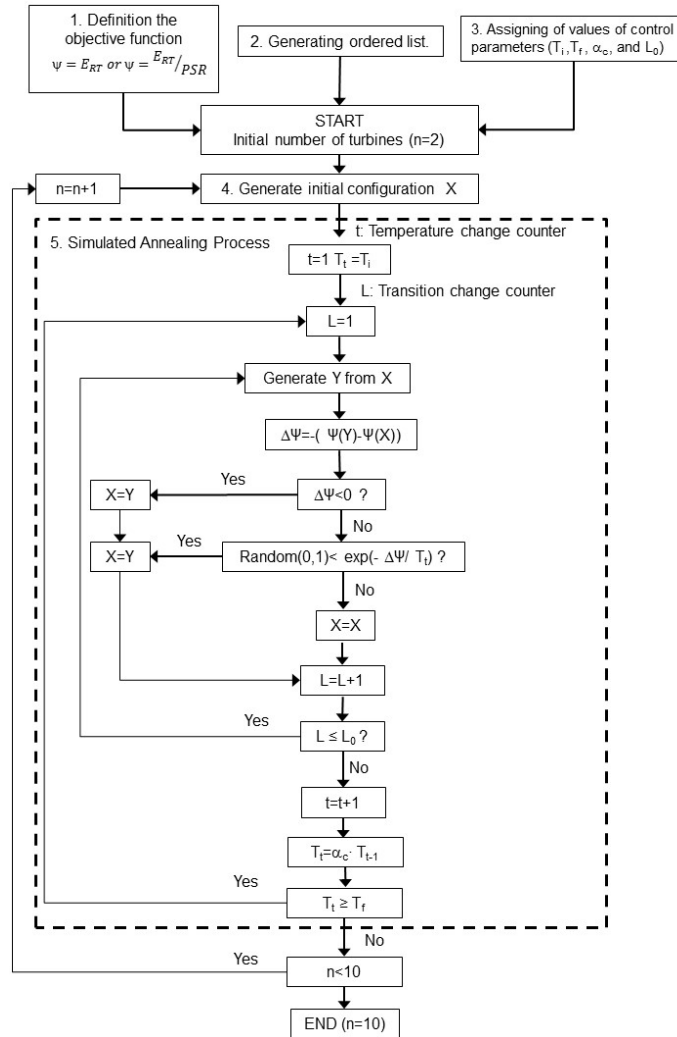 1. Definition the
objective function
ψ = E_RT or ψ = E_RT/PSR
2. Generating ordered list.
3. Assigning of values of control
parameters (T_i ,T_f , α_c, and L_0)
START
Initial number of turbines (n=2)
n=n+1
4. Generate initial configuration X
5. Simulated Annealing Process
t: Temperature change counter
t=1 T_t =T_i
L: Transition change counter
L=1
Generate Y from X
ΔΨ=-( Ψ(Y)-Ψ(X))
Yes
X=Y
ΔΨ<0 ?
No
X=Y
Yes
Random(0,1)< exp(- ΔΨ/ T_t) ?
No
X=X
L=L+1
Yes
L ≤ L_0 ?
No
t=t+1
T_t=α_c· T_t-1
Yes
T_t ≥ T_f
No
Yes
n<10
END (n=10)